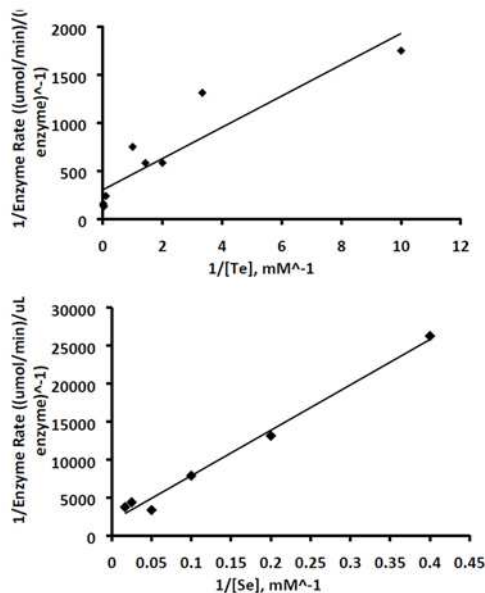 2000
1500
1000
500
0
0 2 4 6 8 10 12
1/[Te], mM^-1
1/Enzyme Rate ((umol/min)/(
enzyme)^-1)
30000
25000
20000
15000
10000
5000
0
0 0.05 0.1 0.15 0.2 0.25 0.3 0.35 0.4 0.45
1/[Se], mM^-1
1/Enzyme Rate ((umol/min)/uL
enzyme)^-1)